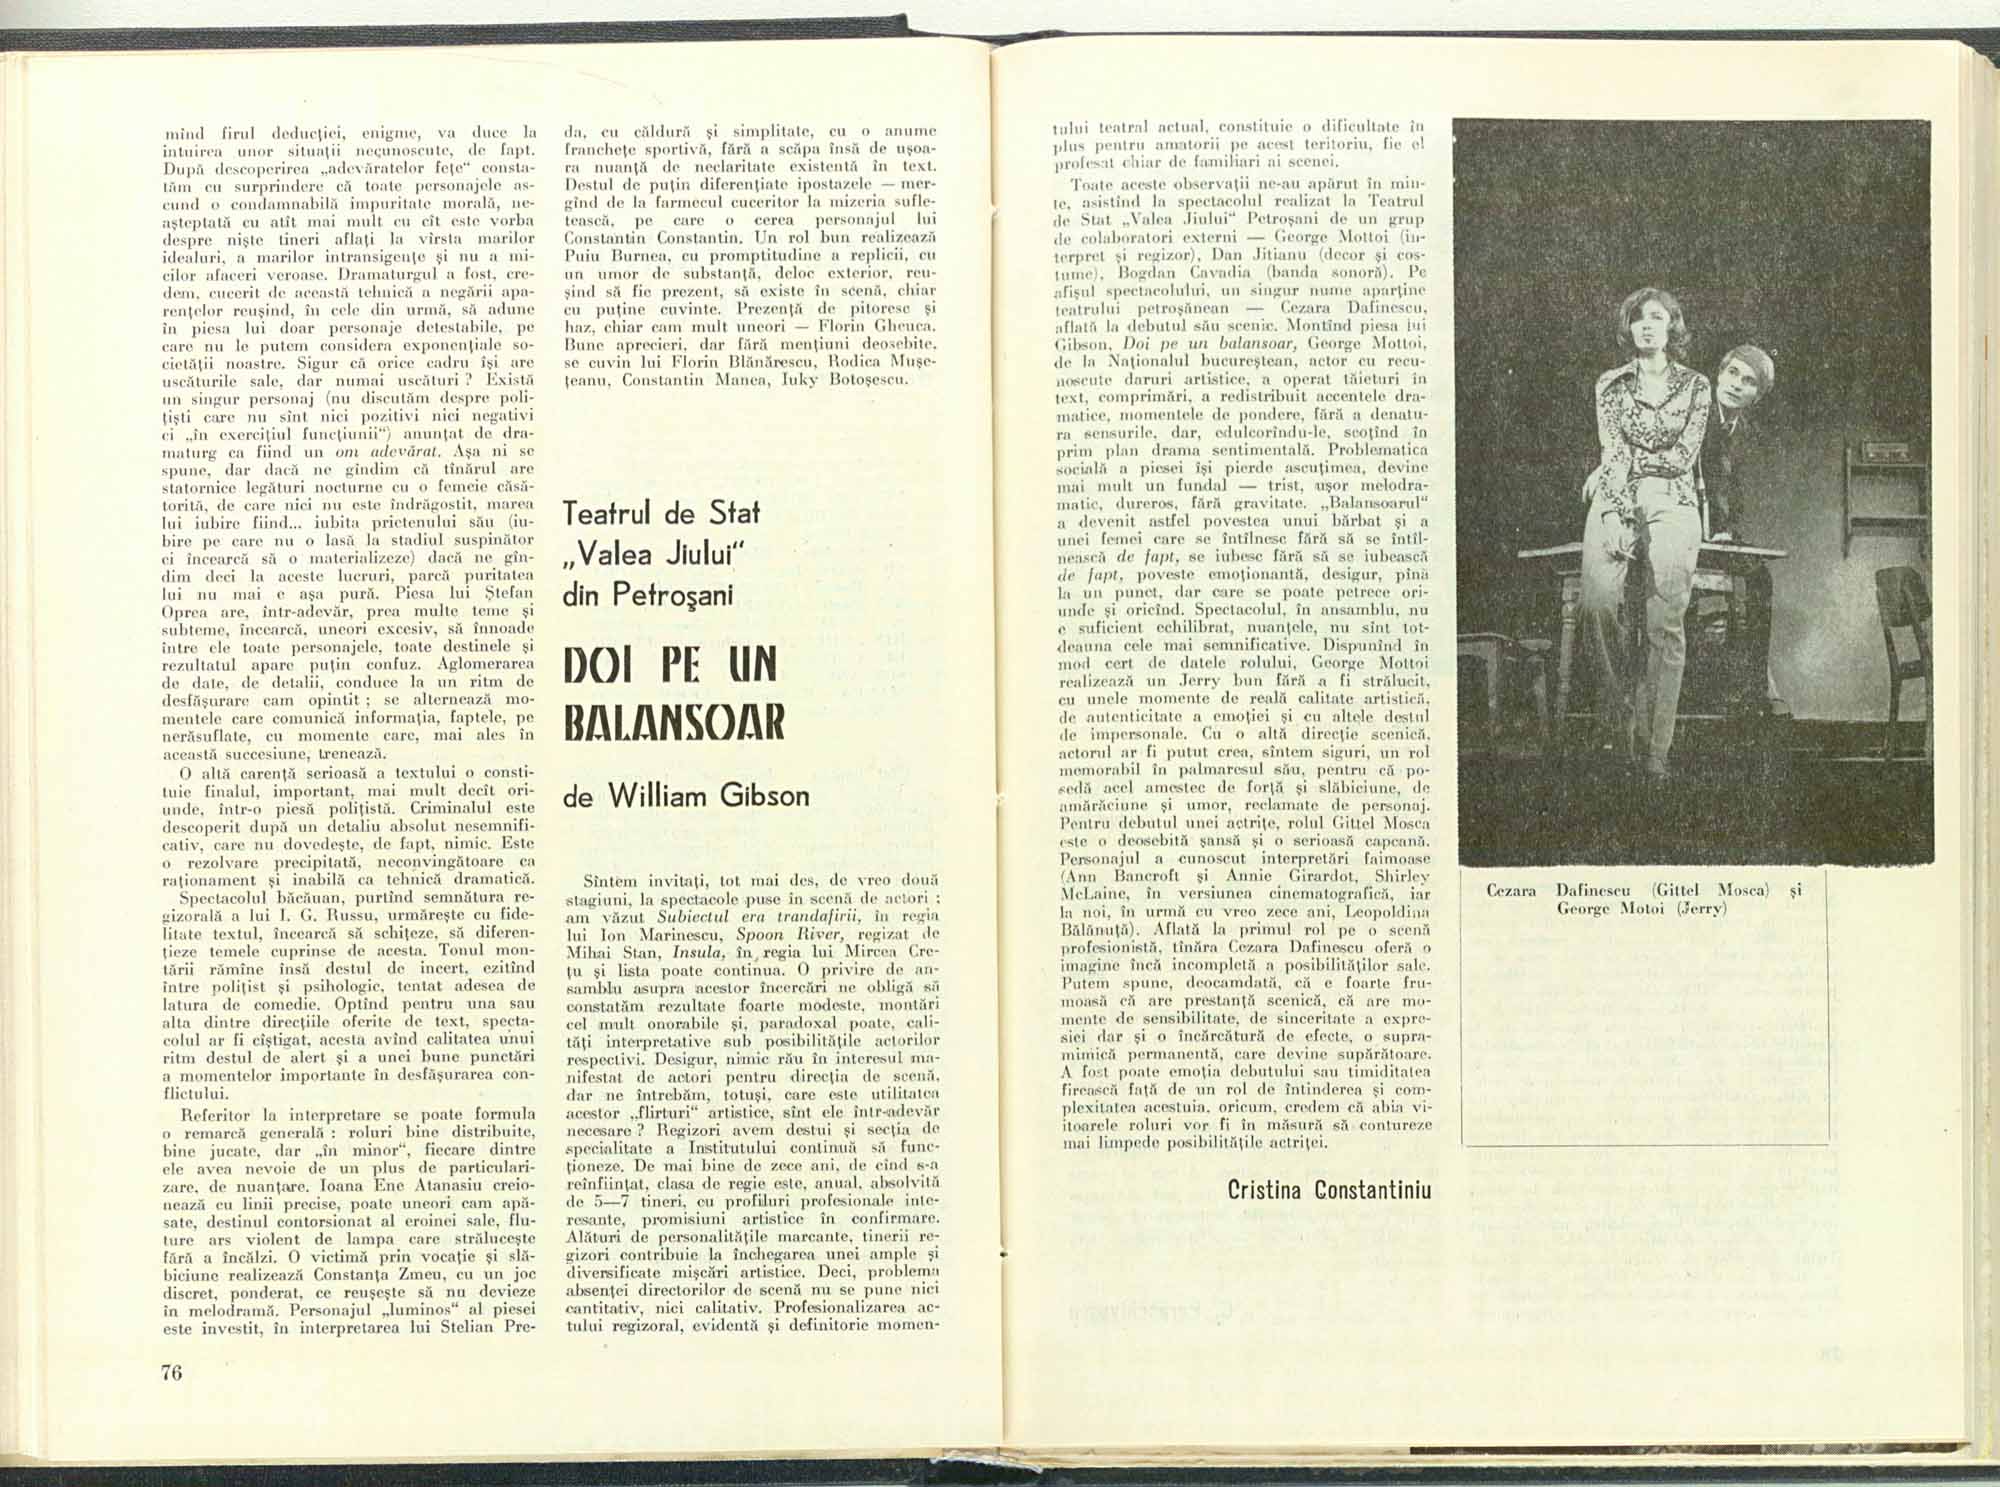 mind firul deducției, enigme, va duce la
intuirea unor situații necunoscute, de fapt.
După descoperirea „adevăratelor fețe“ consta-
tăm cu surprindere că toate personajele as-
cund o condamnabilă impuritate morală, ne-
așteptată cu atît mai mult cu cît este vorba
despre niște tineri aflați la vîrsta marilor
idealuri, a marilor intransigențe și nu a mi-
cilor afaceri veroase. Dramaturgul a fost, cre-
dem, cucerit de această tehnică a negării apa-
rențelor reușind, în cele din urmă, să adune
în piesa lui doar personaje detestabile, pe
care nu le putem considera exponențiale so-
cietății noastre. Sigur că orice cadru își are
uscăturile sale, dar numai uscături ? Există
un singur personaj (nu discutăm despre poli-
țiști care nu sînt nici pozitivi nici negativi
ci „în exercițiul funcțiunii“) anunțat de dra-
maturg ca fiind un om adevărat. Așa ni se
spune, dar dacă ne gîndim că tînărul are
statornice legături nocturne cu o femeie căsă-
torită, de care nici nu este îndrăgostit, marea
lui iubire fiind... iubita prietenului său (iu-
bire pe care nu o lasă la stadiul suspinător
ci încearcă să o materializeze) dacă ne gîn-
dim deci la aceste lucruri, parcă puritatea
lui nu mai e așa pură. Piesa lui Ștefan
Oprea are, într-adevăr, prea multe teme și
subteme, încearcă, uneori excesiv, să înnoade
între ele toate personajele, toate destinele și
rezultatul apare puțin confuz. Aglomerarea
de date, de detalii, conduce la un ritm de
desfășurare cam opintit ; se alternează mo-
mentele care comunică informația, faptele, pe
nerăsuflate, cu momente care, mai ales în
această succesiune, trenează.
O altă carență serioasă a textului o consti-
tuie finalul, important, mai mult decît ori-
unde, într-o piesă polițistă. Criminalul este
descoperit după un detaliu absolut nesemnifi-
cativ, care nu dovedește, de fapt, nimic. Este
o rezolvare precipitată, neconvingătoare ca
raționament și inabilă ca tehnică dramatică.
Spectacolul băcăuan, purtînd semnătura re-
gizorală a lui I. G. Russu, urmărește cu fide-
litate textul, încearcă să schițeze, să diferen-
țieze temele cuprinse de acesta. Tonul mon-
tării rămîne însă destul de incert, ezitînd
între polițist și psihologic, tentat adesea de
latura de comedie. Optînd pentru una sau
alta dintre direcțiile oferite de text, specta-
colul ar fi cîștigat, acesta avînd calitatea unui
ritm destul de alert și a unei bune punctări
a momentelor importante în desfășurarea con-
flictului.
Referitor la interpretare se poate formula
o remarcă generală : roluri bine distribuite,
bine jucate, dar „în minor“, fiecare dintre
ele avea nevoie de un plus de particulari-
zare, de nuanțare. Ioana Ene Atanasiu creio-
nează cu linii precise, poate uneori cam apă-
sate, destinul contorsionat al eroinei sale, flu-
ture ars violent de lampa care strălucește
fără a încălzi. O victimă prin vocație și slă-
biciune realizează Constanța Zmeu, cu un joc
discret, ponderat, ce reușește să nu devieze
în melodramă. Personajul „luminos“ al piesei
este investit, în interpretarea lui Stelian Pre-
76
da, cu căldură și simplitate, cu o anume
franchețe sportivă, fără a scăpa însă de ușoa-
ra nuanță de neclaritate existentă în text.
Destul de puțin diferențiate ipostazele — mer-
gînd de la farmecul cuceritor la mizeria sufle-
tească, pe care o cerea personajul lui
Constantin Constantin. Un rol bun realizează
Puiu Burnea, cu promptitudine a replicii, cu
un umor de substanță, deloc exterior, reu-
șind să fie prezent, să existe în scenă, chiar
cu puține cuvinte. Prezență de pitoresc și
haz, chiar cam mult uneori — Florin Gheuca.
Bune aprecieri, dar fără mențiuni deosebite,
se cuvin lui Florin Blănărescu, Rodica Mușe-
țeanu, Constantin Manea, Iuky Botoșescu.
Teatrul de Stat
„Valea Jiului“
din Petroșani
DOI PE UN
BALANSOAR
de William Gibson
Sîntem invitați, tot mai des, de vreo două
stagiuni, la spectacole puse în scenă de actori ;
am văzut Subiectul era trandafirii, în regia
lui Ion Marinescu, Spoon River, regizat de
Mihai Stan, Insula, în regia lui Mircea Cre-
țu și lista poate continua. O privire de an-
samblu asupra acestor încercări ne obligă să
constatăm rezultate foarte modeste, montări
cel mult onorabile și, paradoxal poate, cali-
tăți interpretative sub posibilitățile actorilor
respectivi. Desigur, nimic rău în interesul ma-
nifestat de actori pentru direcția de scenă,
dar ne întrebăm, totuși, care este utilitatea
acestor „flirturi“ artistice, sînt ele într-adevăr
necesare ? Regizori avem destui și secția de
specialitate a Institutului continuă să func-
ționeze. De mai bine de zece ani, de cînd s-a
reînființat, clasa de regie este, anual, absolvită
de 5—7 tineri, cu profiluri profesionale inte-
resante, promisiuni artistice în confirmare.
Alături de personalitățile marcante, tinerii re-
gizori contribuie la închegarea unei ample și
diversificate mișcări artistice. Deci, problema
absenței directorilor de scenă nu se pune nici
cantitativ, nici calitativ. Profesionalizarea ac-
tului regizoral, evidentă și definitorie momen-
tului teatral actual, constituie o dificultate în
plus pentru amatorii pe acest teritoriu, fie el
profesat chiar de familiari ai scenei.
Toate aceste observații ne-au apărut în min-
te, asistînd la spectacolul realizat la Teatrul
de Stat „Valea Jiului“ Petroșani de un grup
de colaboratori externi — George Mottoi (in-
terpret și regizor), Dan Jitianu (decor și cos-
tume), Bogdan Cavadia (banda sonoră). Pe
afișul spectacolului, un singur nume aparține
teatrului petroșănean — Cezara Dafinescu,
aflată la debutul său scenic. Montînd piesa lui
Gibson, Doi pe un balansoar, George Mottoi,
de la Naționalul bucureștean, actor cu recu-
noscute daruri artistice, a operat tăieturi în
text, comprimări, a redistribuit accentele dra-
matice, momentele de pondere, fără a denatu-
ra sensurile, dar, edulcorîndu-le, scoțînd în
prim plan drama sentimentală. Problematica
socială a piesei își pierde ascuțimea, devine
mai mult un fundal — trist, ușor melodra-
matic, dureros, fără gravitate. „Balansoarul“
a devenit astfel povestea unui bărbat și a
unei femei care se întîlnesc fără să se întîl-
nească de fapt, se iubesc fără să se iubească
de fapt, poveste emoționantă, desigur, pînă
la un punct, dar care se poate petrece ori-
unde și oricînd. Spectacolul, în ansamblu, nu
e suficient echilibrat, nuanțele, nu sînt tot-
deauna cele mai semnificative. Dispunînd în
mod cert de datele rolului, George Mottoi
realizează un Jerry bun fără a fi strălucit,
cu unele momente de reală calitate artistică,
de autenticitate a emoției și cu altele destul
de impersonale. Cu o altă direcție scenică,
actorul ar fi putut crea, sîntem siguri, un rol
memorabil în palmaresul său, pentru că po-
sedă acel amestec de forță și slăbiciune, de
amărăciune și umor, reclamate de personaj.
Pentru debutul unei actrițe, rolul Gittel Mosca
este o deosebită șansă și o serioasă capcană.
Personajul a cunoscut interpretări faimoase
(Ann Bancroft și Annie Girardot, Shirley
McLaine, în versiunea cinematografică, iar
la noi, în urmă cu vreo zece ani, Leopoldina
Bălănuță). Aflată la primul rol pe o scenă
profesionistă, tînăra Cezara Dafinescu oferă o
imagine încă incompletă a posibilităților sale.
Putem spune, deocamdată, că e foarte fru-
moasă că are prestanță scenică, că are mo-
mente de sensibilitate, de sinceritate a expre-
siei dar și o încărcătură de efecte, o supra-
mimică permanentă, care devine supărătoare.
A fost poate emoția debutului sau timiditatea
firească față de un rol de întinderea și com-
plexitatea acestuia, oricum, credem că abia vi-
itoarele roluri vor fi în măsură să contureze
mai limpede posibilitățile actriței.
Cristina Constantiniu
Cezara Dafinescu (Gittel Mosca) și
George Motoi (Jerry)